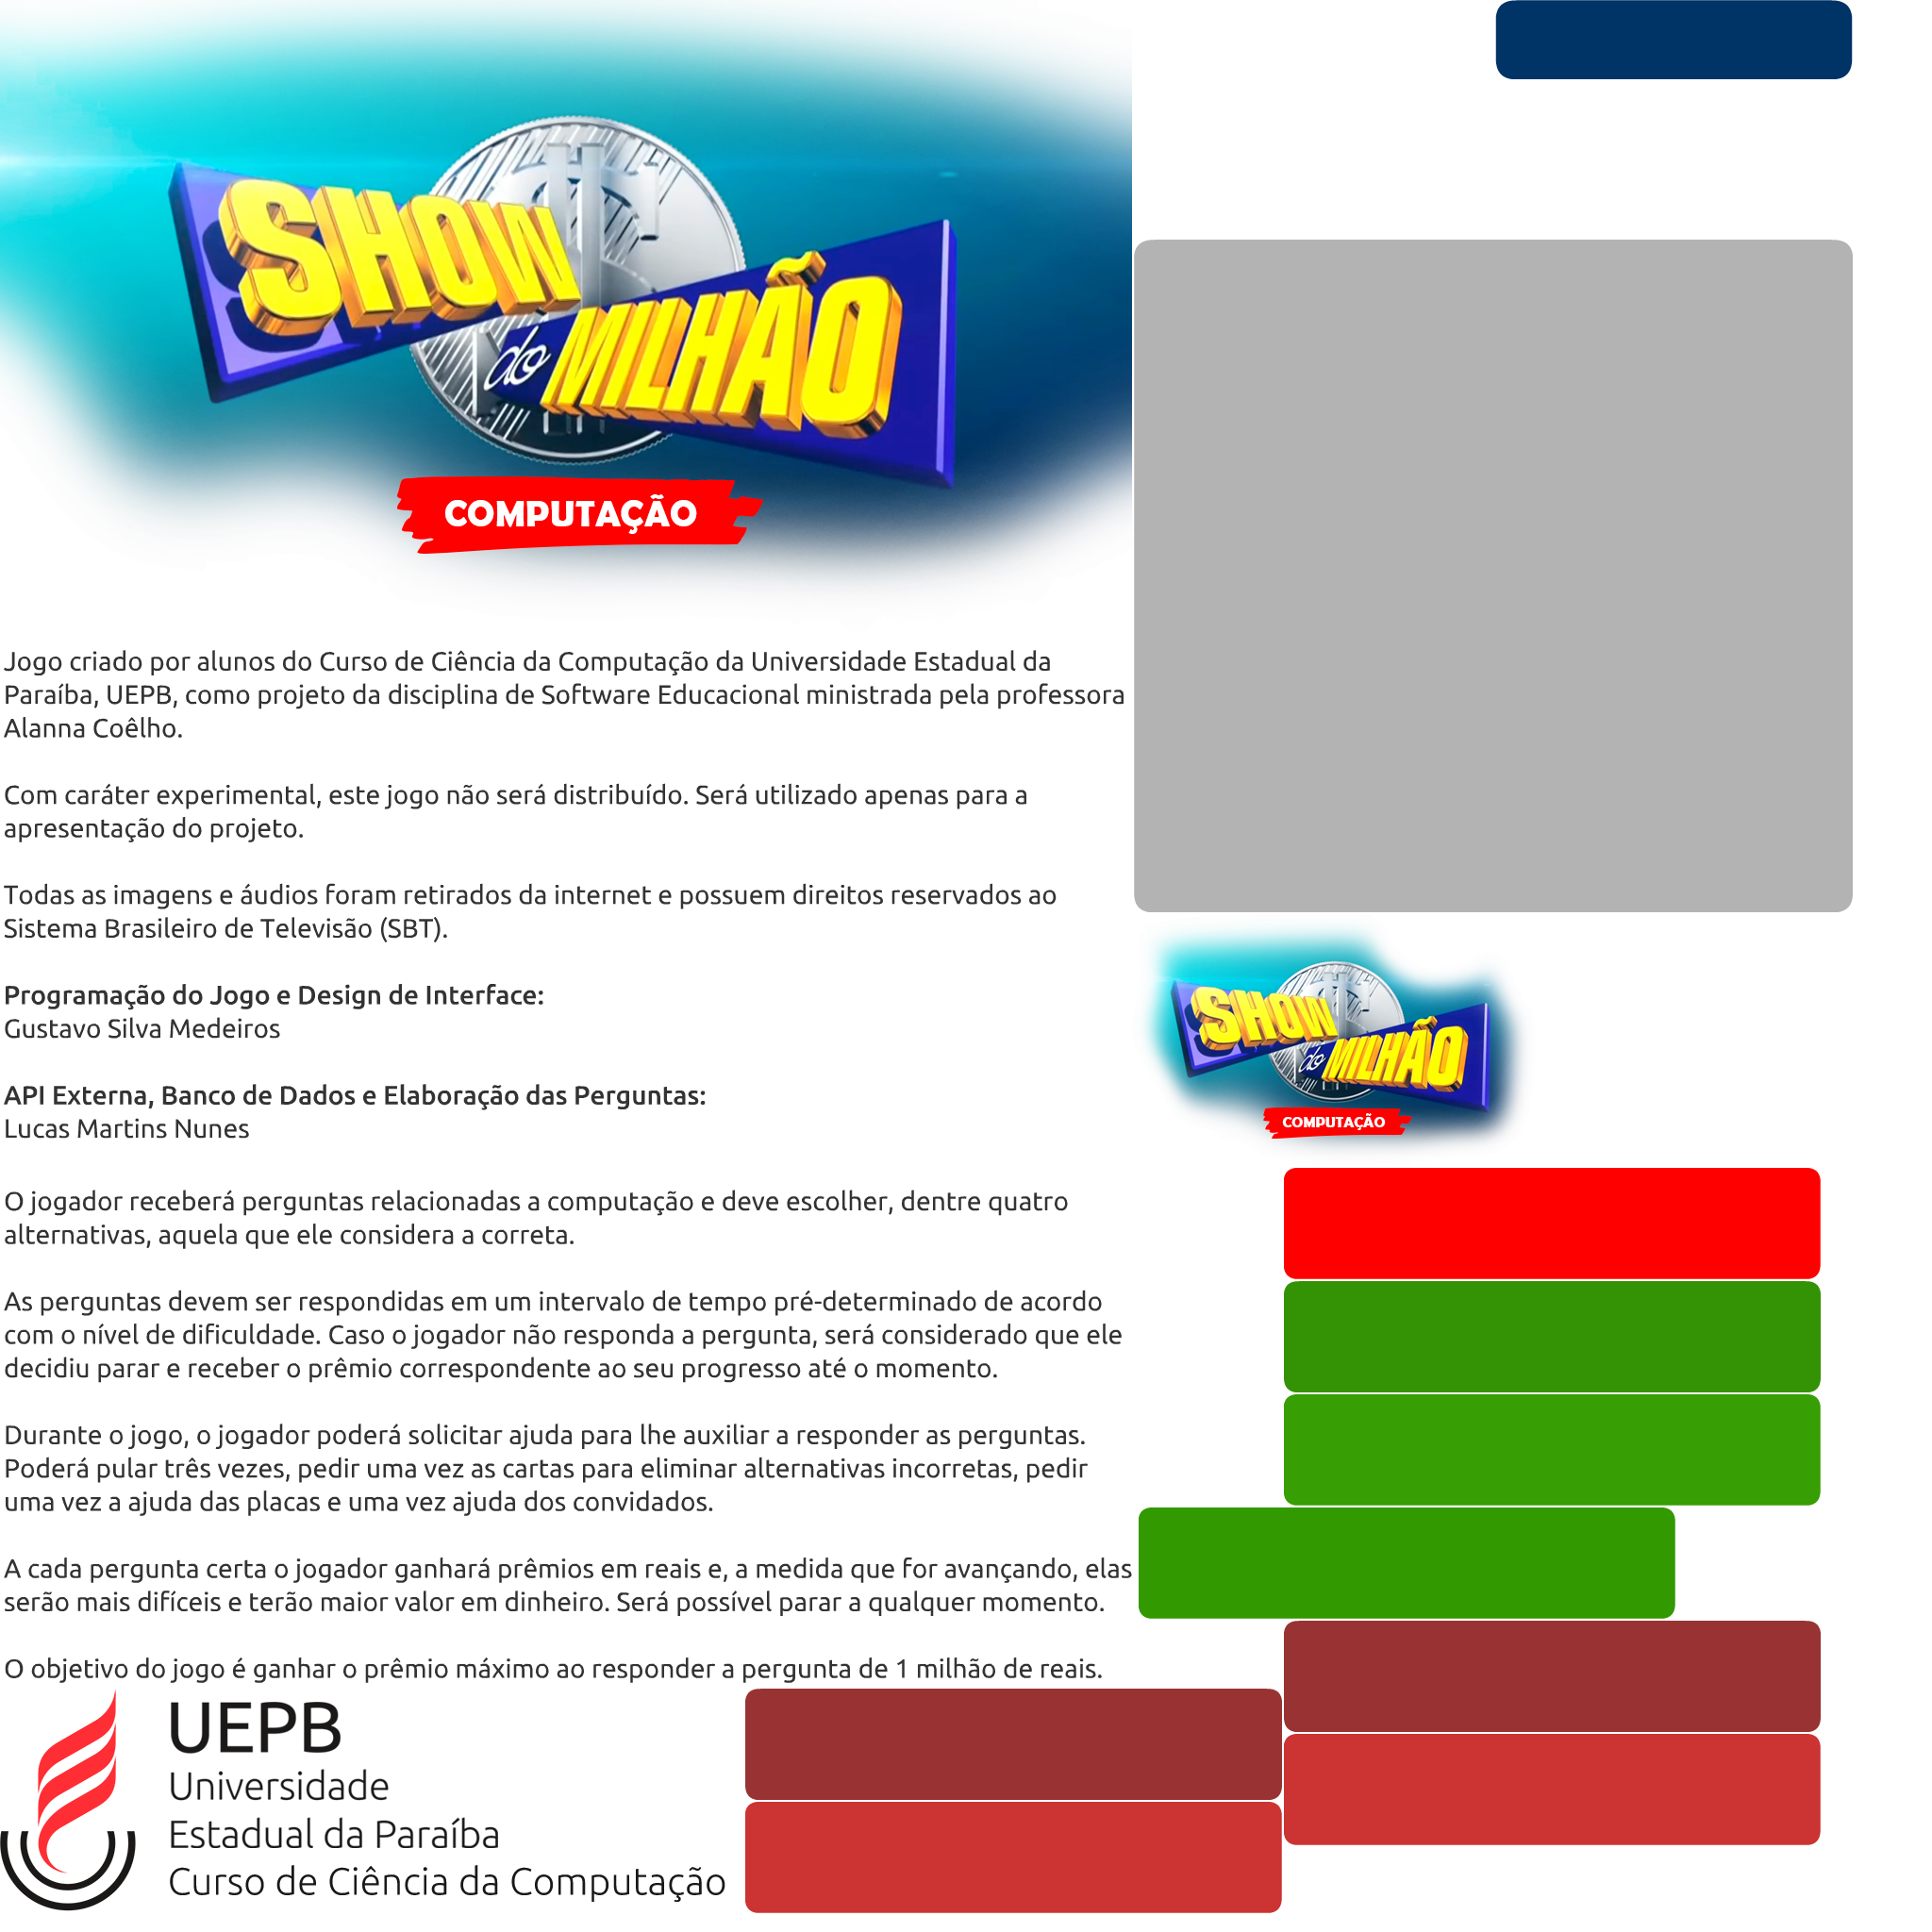 SHOW
do MILHÃO
COMPUTAÇÃO
Jogo criado por alunos do Curso de Ciência da Computação da Universidade Estadual da
Paraíba, UEPB, como projeto da disciplina de Software Educacional ministrada pela professora
Alanna Coêlho.
Com caráter experimental, este jogo não será distribuído. Será utilizado apenas para a
apresentação do projeto.
Todas as imagens e áudios foram retirados da internet e possuem direitos reservados ao
Sistema Brasileiro de Televisão (SBT).
Programação do Jogo e Design de Interface:
Gustavo Silva Medeiros
API Externa, Banco de Dados e Elaboração das Perguntas:
Lucas Martins Nunes
SHOW
do MILHÃO
COMPUTAÇÃO
O jogador receberá perguntas relacionadas a computação e deve escolher, dentre quatro
alternativas, aquela que ele considera a correta.
As perguntas devem ser respondidas em um intervalo de tempo pré-determinado de acordo
com o nível de dificuldade. Caso o jogador não responda a pergunta, será considerado que ele
decidiu parar e receber o prêmio correspondente ao seu progresso até o momento.
Durante o jogo, o jogador poderá solicitar ajuda para lhe auxiliar a responder as perguntas.
Poderá pular três vezes, pedir uma vez as cartas para eliminar alternativas incorretas, pedir
uma vez a ajuda das placas e uma vez ajuda dos convidados.
A cada pergunta certa o jogador ganhará prêmios em reais e, a medida que for avançando, elas
serão mais difíceis e terão maior valor em dinheiro. Será possível parar a qualquer momento.
O objetivo do jogo é ganhar o prêmio máximo ao responder a pergunta de 1 milhão de reais.
UEPB
Universidade
Estadual da Paraíba
Curso de Ciência da Computação